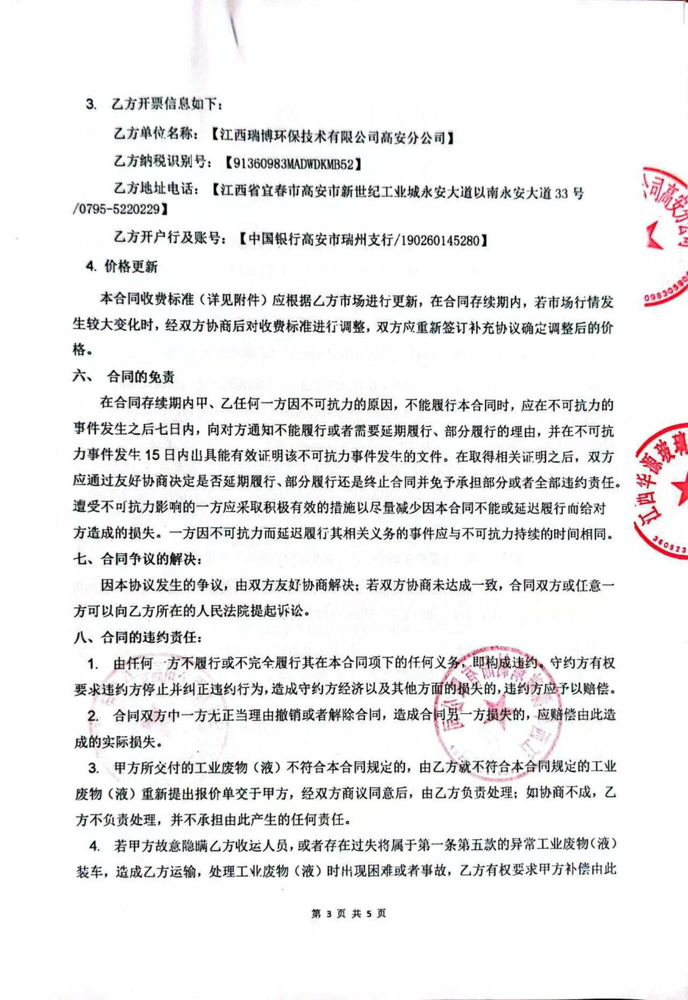 3. 乙方开票信息如下：
乙方单位名称：【江西瑞博环保技术有限公司高安分公司】
乙方纳税识别号：【91360983MADWDKMB52】
乙方地址电话：【江西省宜春市高安市新世纪工业城永安大道以南永安大道 33 号
/0795-5220229】
乙方开户行及账号：【中国银行高安市瑞州支行/190260145280】
4. 价格更新
本合同收费标准（详见附件）应根据乙方市场进行更新，在合同存续期内，若市场行情发
生较大变化时，经双方协商后对收费标准进行调整，双方应重新签订补充协议确定调整后的价
格。
六、 合同的免责
在合同存续期内甲、乙任何一方因不可抗力的原因，不能履行本合同时，应在不可抗力的
事件发生之后七日内，向对方通知不能履行或者需要延期履行、部分履行的理由，并在不可抗
力事件发生 15 日内出具能有效证明该不可抗力事件发生的文件。在取得相关证明之后，双方
应通过友好协商决定是否延期履行、部分履行还是终止合同并免予承担部分或者全部违约责任。
遭受不可抗力影响的一方应采取积极有效的措施以尽量减少因本合同不能或延迟履行而给对
方造成的损失。一方因不可抗力而延迟履行其相关义务的事件应与不可抗力持续的时间相同。
七、合同争议的解决：
因本协议发生的争议，由双方友好协商解决；若双方协商未达成一致，合同双方或任意一
方可以向乙方所在的人民法院提起诉讼。
八、合同的违约责任：
1. 由任何一方不履行或不完全履行其在本合同项下的任何义务，即构成违约。守约方有权
要求违约方停止并纠正违约行为，造成守约方经济以及其他方面的损失的，违约方应予以赔偿。
2. 合同双方中一方无正当理由撤销或者解除合同，造成合同另一方损失的，应赔偿由此造
成的实际损失。
3. 甲方所交付的工业废物（液）不符合本合同规定的，由乙方就不符合本合同规定的工业
废物（液）重新提出报价单交于甲方，经双方商议同意后，由乙方负责处理；如协商不成，乙
方不负责处理，并不承担由此产生的任何责任。
4. 若甲方故意隐瞒乙方收运人员，或者存在过失将属于第一条第五款的异常工业废物（液）
装车，造成乙方运输，处理工业废物（液）时出现困难或者事故，乙方有权要求甲方补偿由此
第 3 页 共 5 页
公司高安分公司
09830590
江西华源玻璃
360923